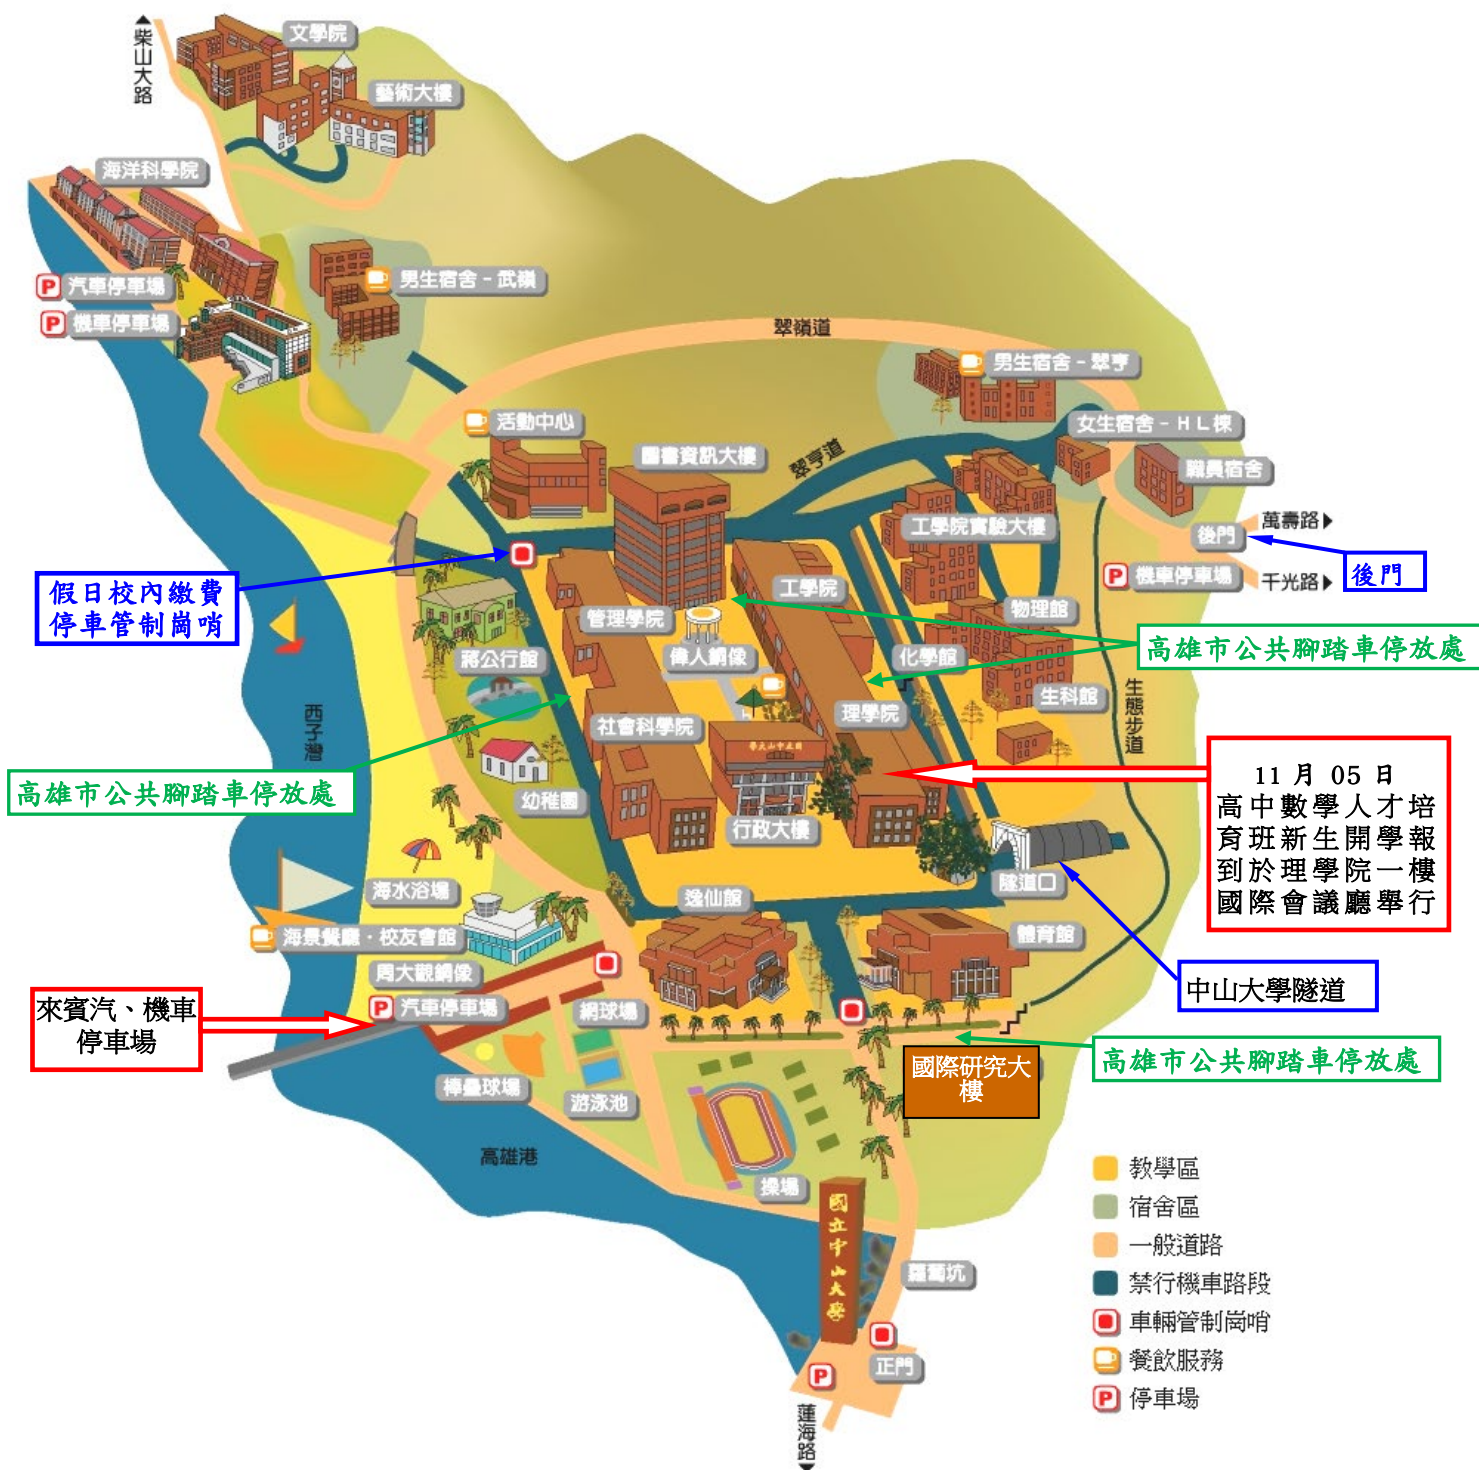 文學院
▲柴山大路
藝術大樓
海洋科學院
汽車停車場
機車停車場
男生宿舍－武嶺
翠嶺道
男生宿舍－翠亨
女生宿舍－HL棟
職員宿舍
活動中心
圖書資訊大樓
翠亨道
工學院實驗大樓
萬壽路▶
後門
後門
機車停車場
千光路▶
假日校內繳費
停車管制崗哨
管理學院
工學院
物理館
高雄市公共腳踏車停放處
蔣公行館
偉人銅像
化學館
生科館
生態步道
西子灣
社會科學院
理學院
國立中山大學
11 月 05 日
高中數學人才培
育班新生開學報
到於理學院一樓
國際會議廳舉行
高雄市公共腳踏車停放處
幼稚園
行政大樓
海水浴場
逸仙館
隧道口
海景餐廳・校友會館
體育館
周大觀銅像
中山大學隧道
來賓汽、機車
停車場
汽車停車場
網球場
高雄市公共腳踏車停放處
國際研究大
樓
棒壘球場
游泳池
高雄港
操場
國立中山大學
蘿蔔坑
正門
蓮海路▼
教學區
宿舍區
一般道路
禁行機車路段
車輛管制崗哨
餐飲服務
P 停車場